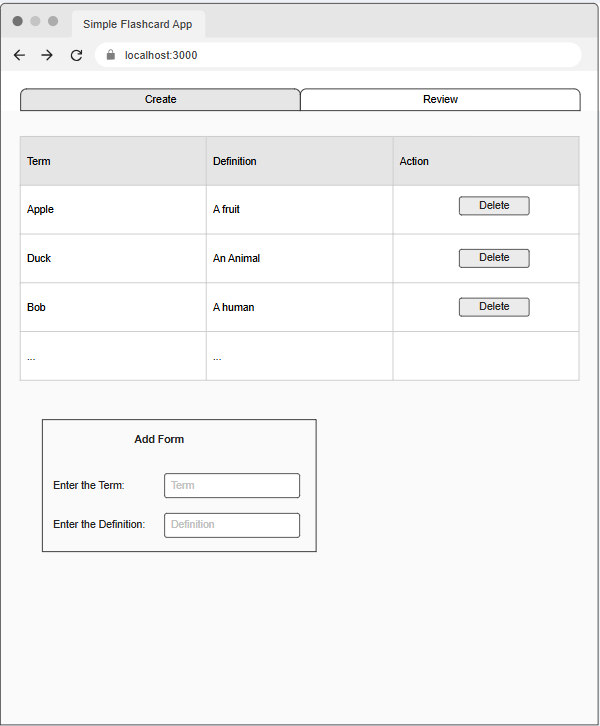 Simple Flashcard App
localhost:3000
Create Review
Term Definition Action
Apple A fruit Delete
Duck An Animal Delete
Bob A human Delete
... ...
Add Form
Enter the Term: Term
Enter the Definition: Definition